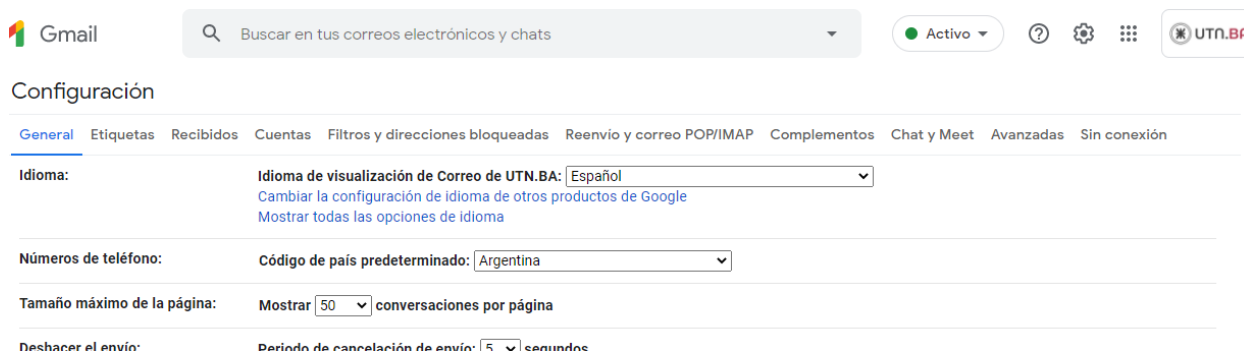 Gmail
Buscar en tus correos electrónicos y chats
Activo
UTN.BA
Configuración
General Etiquetas Recibidos Cuentas Filtros y direcciones bloqueadas Reenvío y correo POP/IMAP Complementos Chat y Meet Avanzadas Sin conexión
Idioma: Idioma de visualización de Correo de UTN.BA: Español
Cambiar la configuración de idioma de otros productos de Google
Mostrar todas las opciones de idioma
Números de teléfono: Código de país predeterminado: Argentina
Tamaño máximo de la página: Mostrar 50 conversaciones por página
Deshacer el envío: Periodo de cancelación de envío: 5 segundos